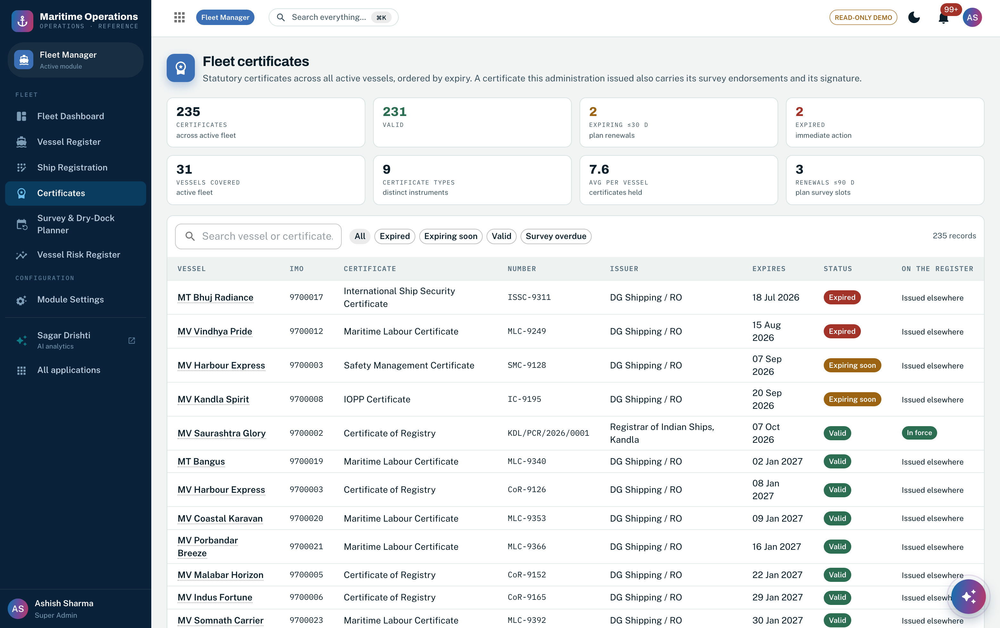 Maritime Operations
OPERATIONS · REFERENCE
Fleet Manager
Active module
FLEET
Fleet Dashboard
Vessel Register
Ship Registration
Certificates
Survey & Dry-Dock
Planner
Vessel Risk Register
CONFIGURATION
Module Settings
Sagar Drishti
AI analytics
All applications
AS
Ashish Sharma
Super Admin
Fleet Manager
Search everything... ⌘K
READ-ONLY DEMO
99+
AS
Fleet certificates
Statutory certificates across all active vessels, ordered by expiry. A certificate this administration issued also carries its survey endorsements and its signature.
235
CERTIFICATES
across active fleet
231
VALID
2
EXPIRING ≤30 D
plan renewals
2
EXPIRED
immediate action
31
VESSELS COVERED
active fleet
9
CERTIFICATE TYPES
distinct instruments
7.6
AVG PER VESSEL
certificates held
3
RENEWALS ≤90 D
plan survey slots
Search vessel or certificate.
All Expired Expiring soon Valid Survey overdue
235 records
VESSEL IMO CERTIFICATE NUMBER ISSUER EXPIRES STATUS ON THE REGISTER
MT Bhuj Radiance 9700017 International Ship Security Certificate ISSC-9311 DG Shipping / RO 18 Jul 2026 Expired Issued elsewhere
MV Vindhya Pride 9700012 Maritime Labour Certificate MLC-9249 DG Shipping / RO 15 Aug 2026 Expired Issued elsewhere
MV Harbour Express 9700003 Safety Management Certificate SMC-9128 DG Shipping / RO 07 Sep 2026 Expiring soon Issued elsewhere
MV Kandla Spirit 9700008 IOPP Certificate IC-9195 DG Shipping / RO 20 Sep 2026 Expiring soon Issued elsewhere
MV Saurashtra Glory 9700002 Certificate of Registry KDL/PCR/2026/0001 Registrar of Indian Ships, Kandla 07 Oct 2026 Valid In force
MT Bangus 9700019 Maritime Labour Certificate MLC-9340 DG Shipping / RO 02 Jan 2027 Valid Issued elsewhere
MV Harbour Express 9700003 Certificate of Registry CoR-9126 DG Shipping / RO 08 Jan 2027 Valid Issued elsewhere
MV Coastal Karavan 9700020 Maritime Labour Certificate MLC-9353 DG Shipping / RO 09 Jan 2027 Valid Issued elsewhere
MV Porbandar Breeze 9700021 Maritime Labour Certificate MLC-9366 DG Shipping / RO 16 Jan 2027 Valid Issued elsewhere
MV Malabar Horizon 9700005 Certificate of Registry CoR-9152 DG Shipping / RO 22 Jan 2027 Valid Issued elsewhere
MV Indus Fortune 9700006 Certificate of Registry CoR-9165 DG Shipping / RO 29 Jan 2027 Valid Issued elsewh
MV Somnath Carrier 9700023 Maritime Labour Certificate MLC-9392 DG Shipping / RO 30 Jan 2027 Valid Issued elsewhere